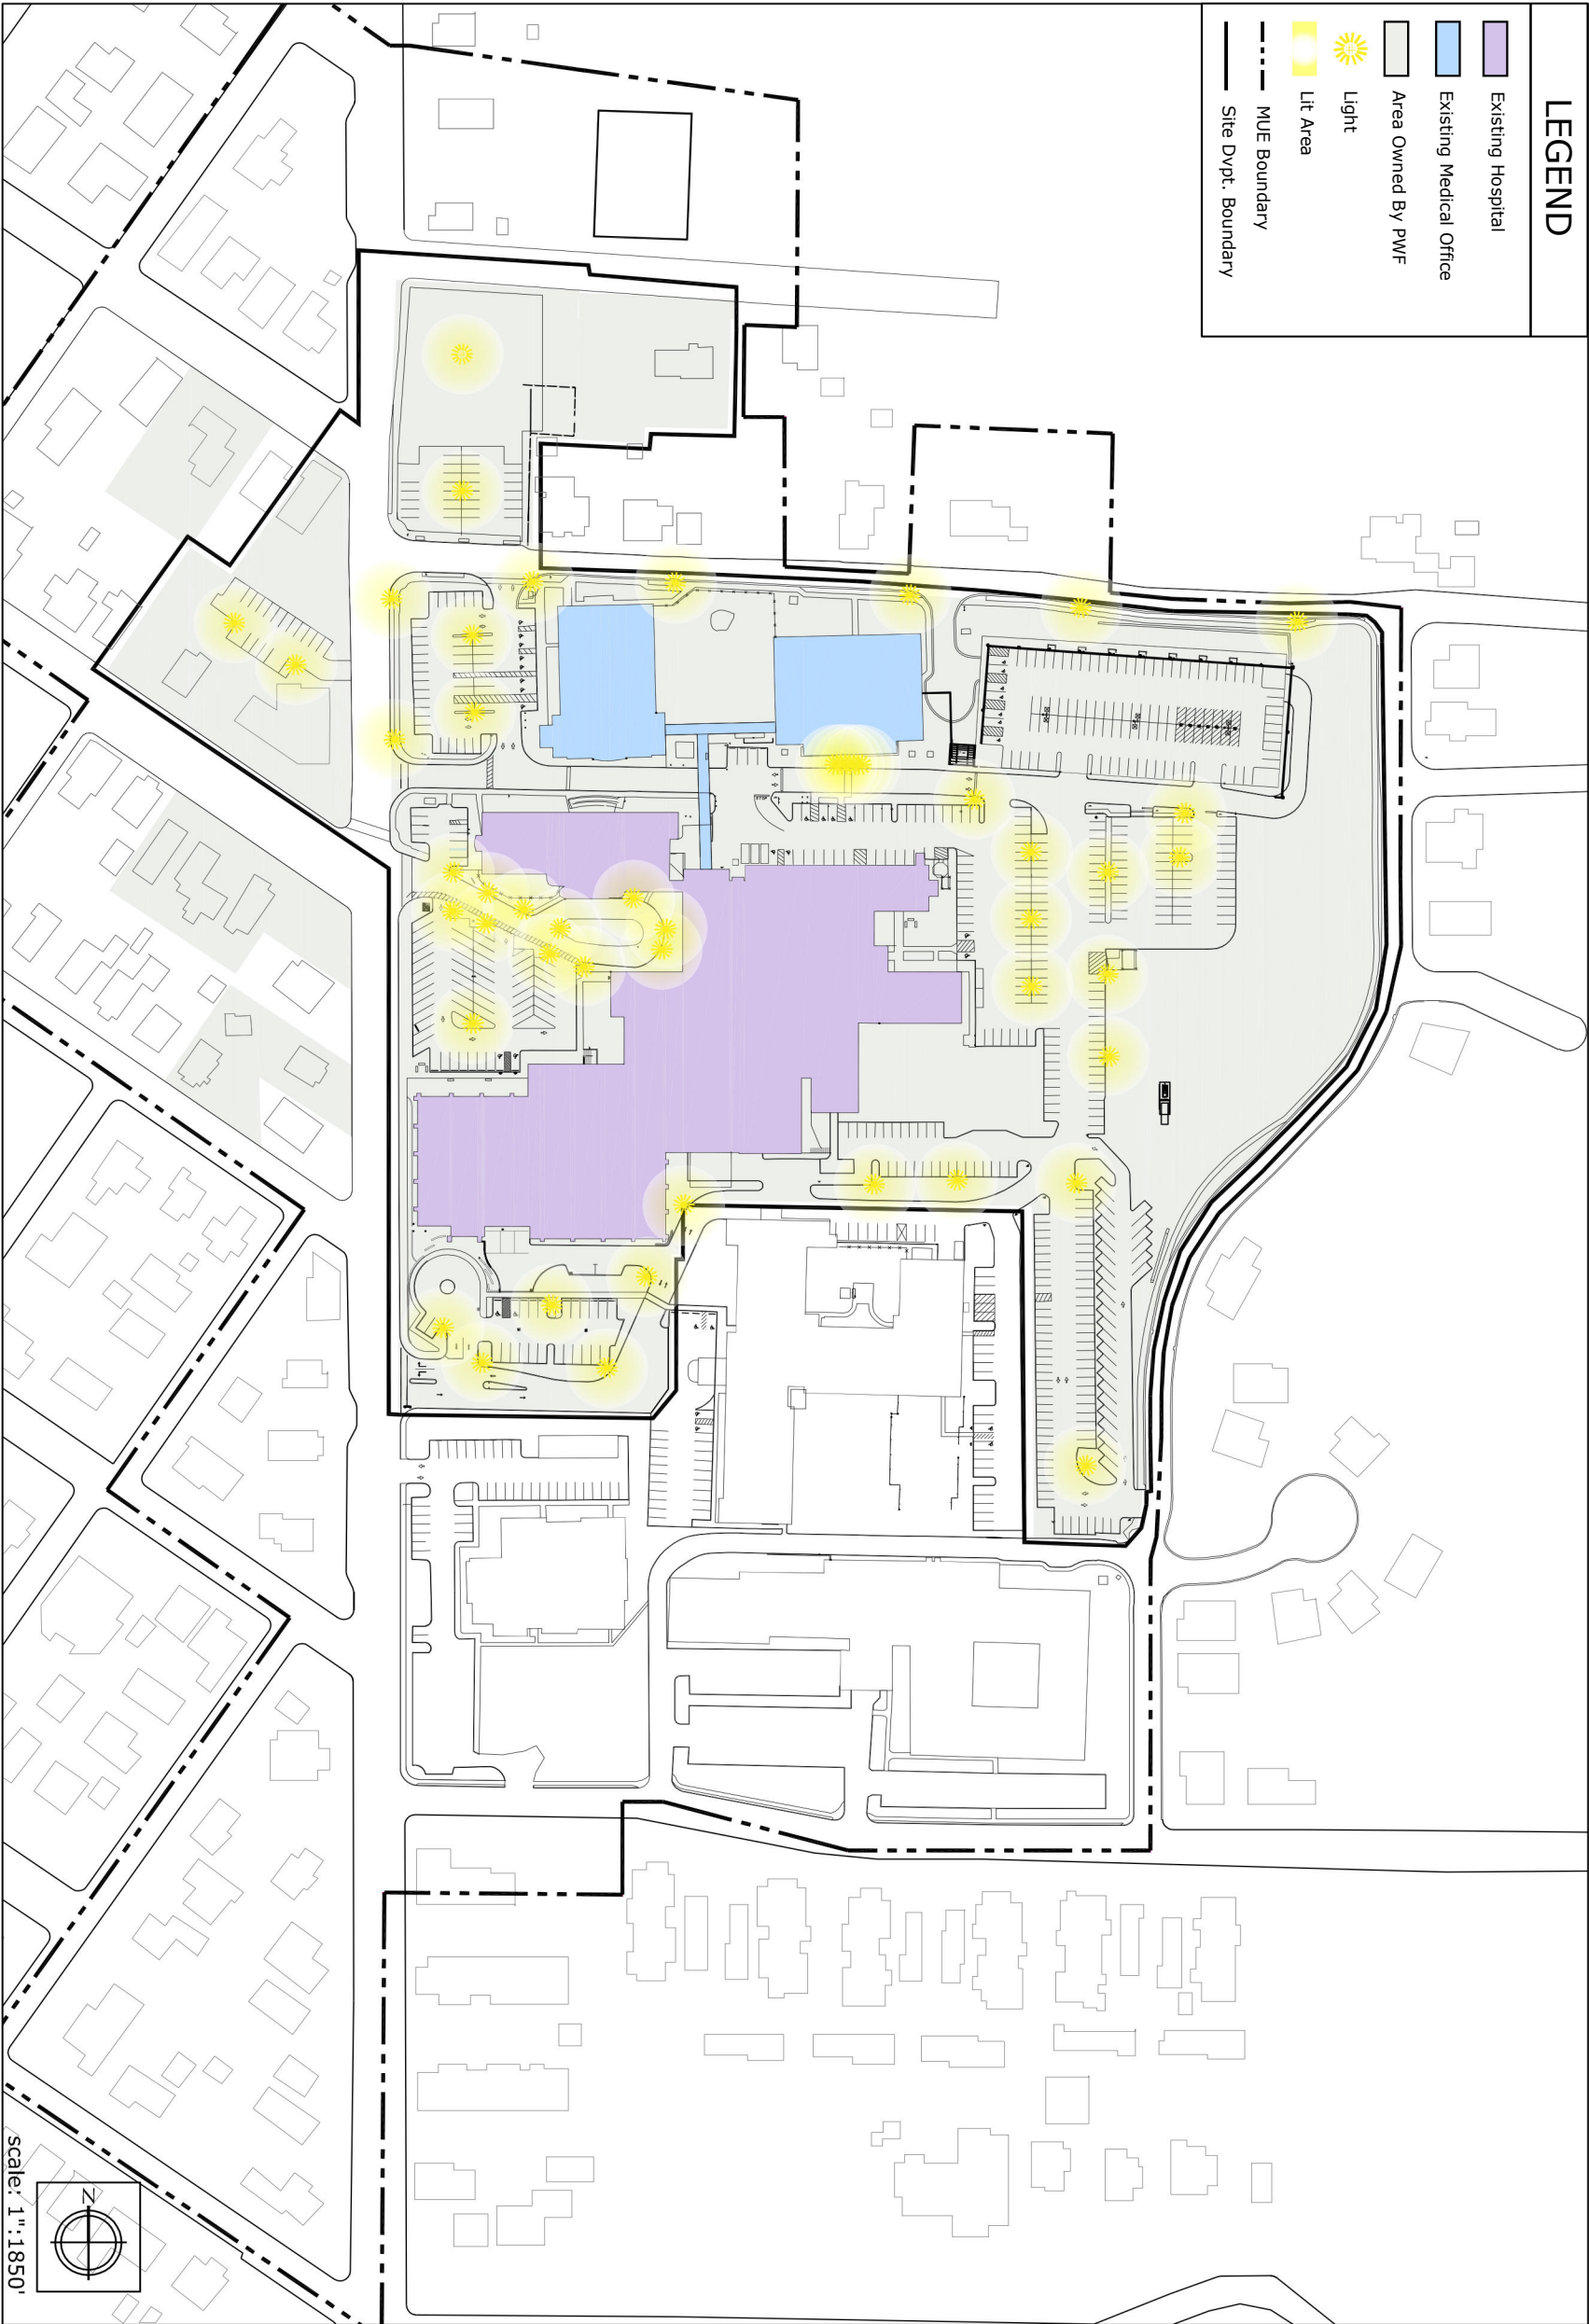 LEGEND
Existing Hospital
Existing Medical Office
Area Owned By PWF
Light
Lit Area
MUE Boundary
Site Dvpt. Boundary
STOP
N
scale: 1":1850'